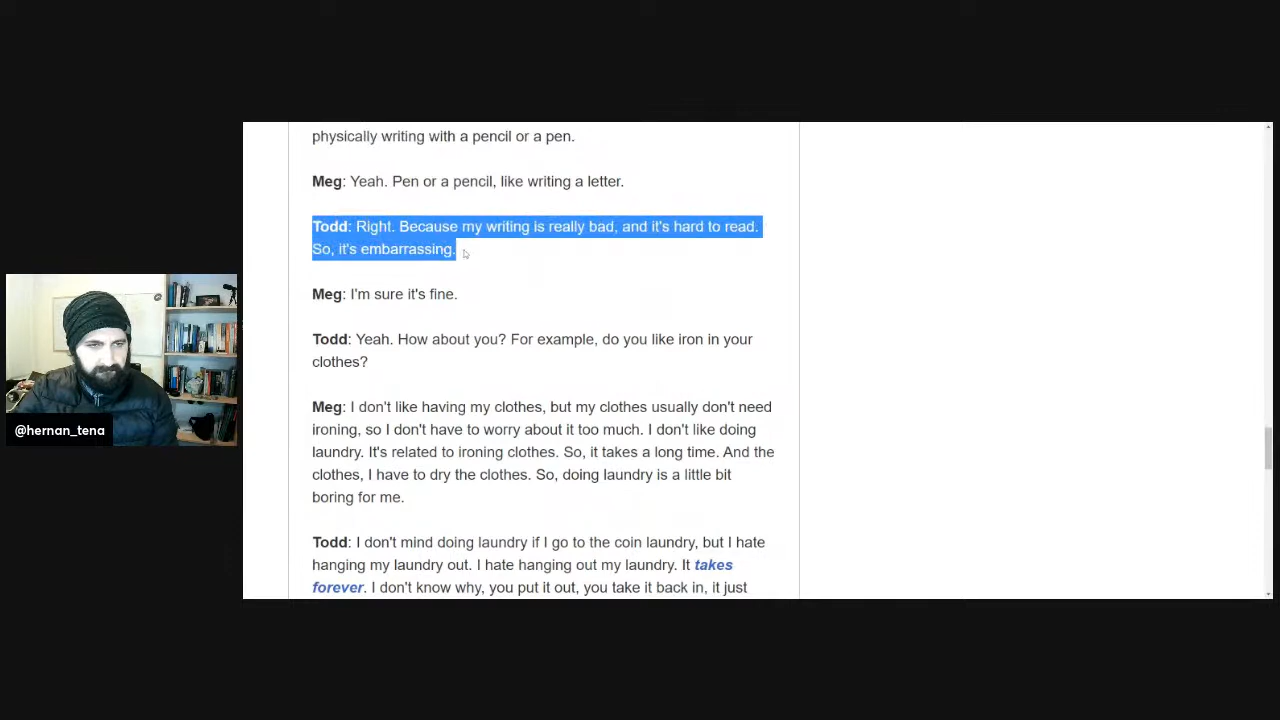 physically writing with a pencil or a pen.
Meg: Yeah. Pen or a pencil, like writing a letter.
Todd: Right. Because my writing is really bad, and it's hard to read.
So, it's embarrassing.
Meg: I'm sure it's fine.
Todd: Yeah. How about you? For example, do you like iron in your
clothes?
Meg: I don't like having my clothes, but my clothes usually don't need
ironing, so I don't have to worry about it too much. I don't like doing
laundry. It's related to ironing clothes. So, it takes a long time. And the
clothes, I have to dry the clothes. So, doing laundry is a little bit
boring for me.
Todd: I don't mind doing laundry if I go to the coin laundry, but I hate
hanging my laundry out. I hate hanging out my laundry. It takes
forever. I don't know why, you put it out, you take it back in, it just
@hernan_tena